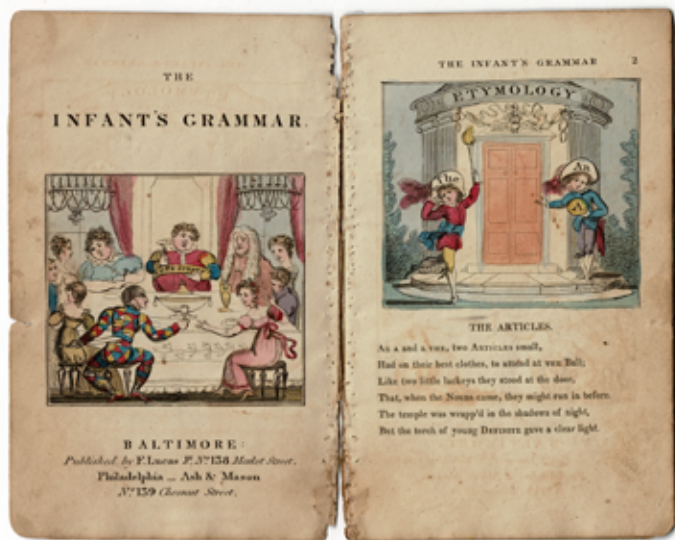 THE
INFANT'S GRAMMAR.
BALTIMORE:
Published by F. Lucas Jr. No. 138 Market Street.
Philadelphia _ Ash & Mason
No. 139 Chesnut Street.
THE INFANT'S GRAMMAR 2
ETYMOLOGY
The
An
A
THE ARTICLES.
AN A and a THE, two ARTICLES small,
Had on their best clothes, to attend at THE Ball;
Like two little lackeys they stood at the door,
That, when the Nouns came, they might run in before.
The temple was wrapp'd in the shadows of night,
But the torch of young DEFINITE gave a clear light.